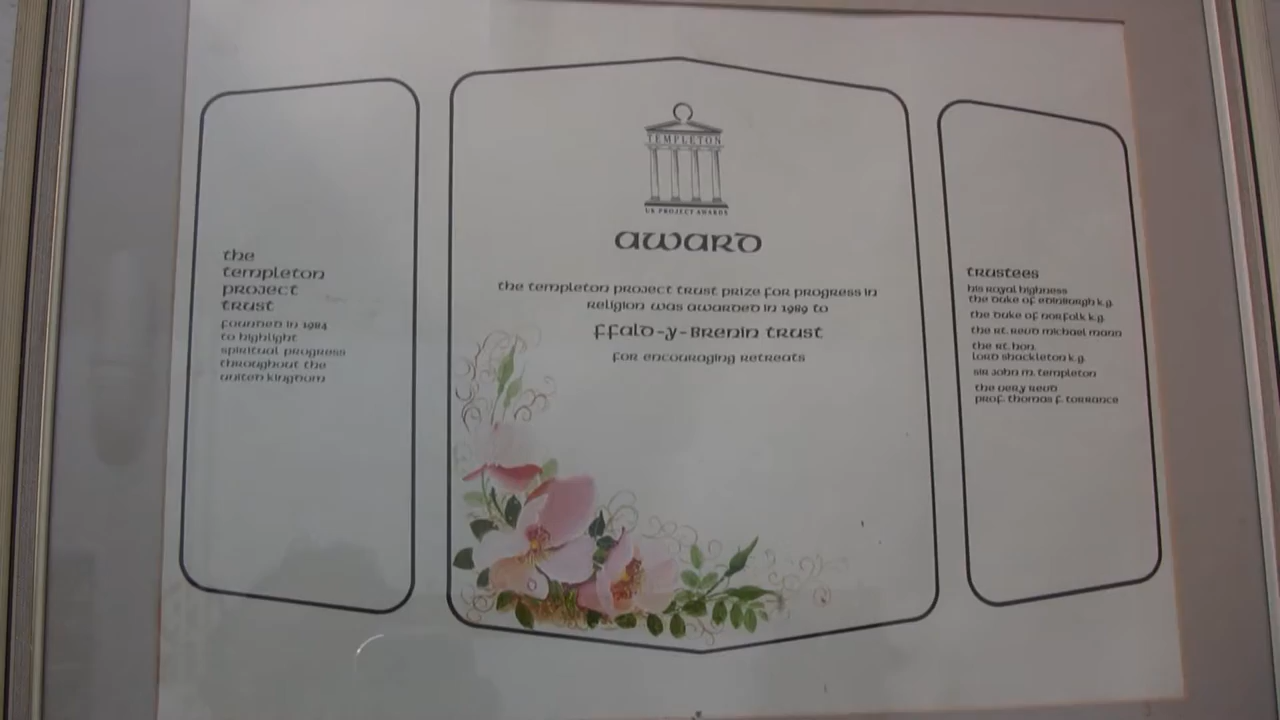 the
templeton
project
trust
founded in 1984
to highlight
spiritual progress
throughout the
united kingdom
TEMPLETON
UK PROJECT AWARDS
award
the templeton project trust prize for progress in
religion was awarded in 1989 to
ffald-y-Brenin trust
for encouraging retreats
trustees
his royal highness
the duke of edinburgh k.g.
the duke of norfolk k.g.
the rt. revd michael mann
the rt. hon.
lord shackleton k.g.
sir john m. templeton
the very revd
prof. thomas f. torrance